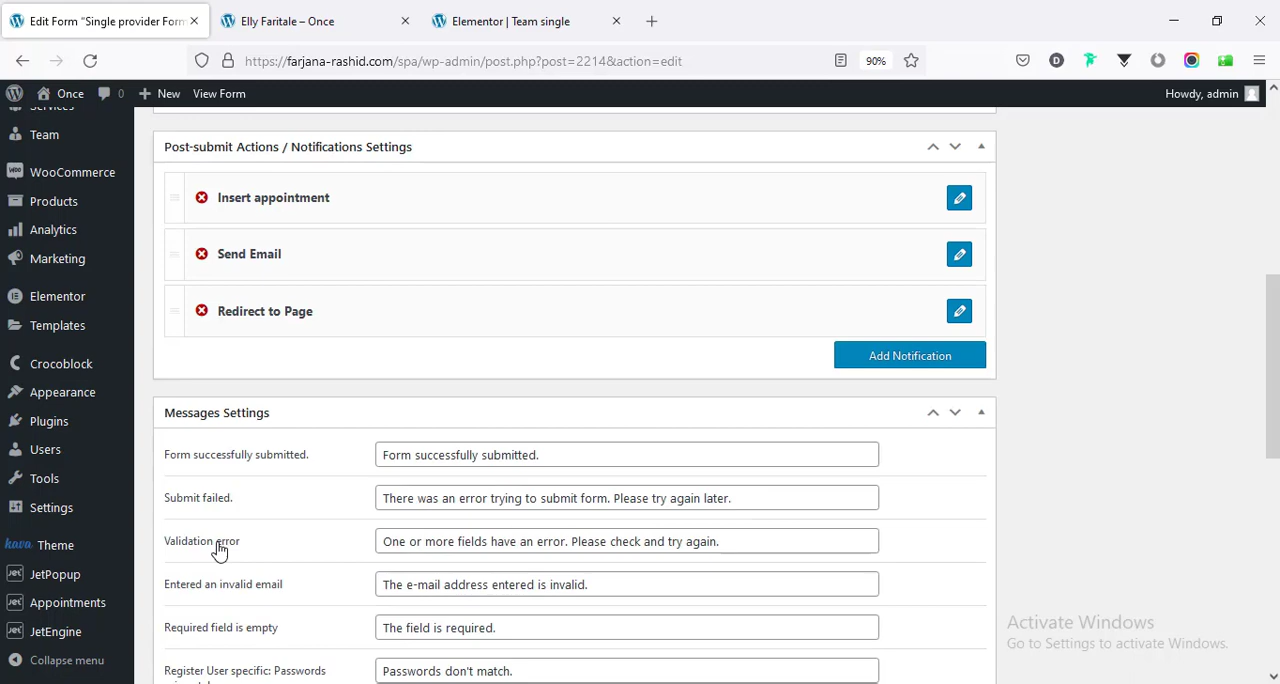 Edit Form "Single provider Form
Elly Faritale – Once
Elementor | Team single
https://farjana-rashid.com/spa/wp-admin/post.php?post=2214&action=edit
90%
Once
0
New
View Form
Howdy, admin
Services
Team
WooCommerce
Products
Analytics
Marketing
Elementor
Templates
Crocoblock
Appearance
Plugins
Users
Tools
Settings
kava Theme
JetPopup
Appointments
JetEngine
Collapse menu
Post-submit Actions / Notifications Settings
Insert appointment
Send Email
Redirect to Page
Add Notification
Messages Settings
Form successfully submitted. Form successfully submitted.
Submit failed. There was an error trying to submit form. Please try again later.
Validation error One or more fields have an error. Please check and try again.
Entered an invalid email The e-mail address entered is invalid.
Required field is empty The field is required.
Register User specific: Passwords Passwords don't match.
Activate Windows
Go to Settings to activate Windows.